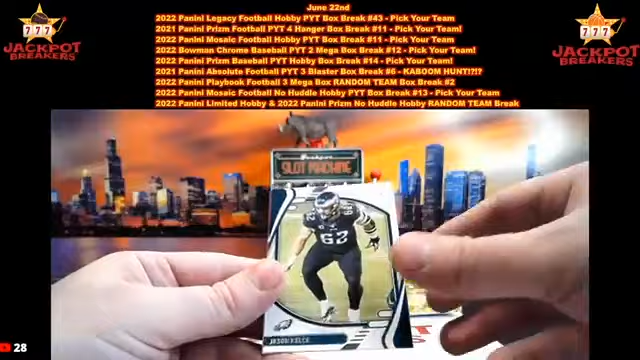 June 22nd
2022 Panini Legacy Football Hobby PYT Box Break #43 - Pick Your Team
2021 Panini Prizm Football PYT 4 Hanger Box Break #11 - Pick Your Team!
2022 Panini Mosaic Football Hobby PYT Box Break #11 - Pick Your Team
2022 Bowman Chrome Baseball PYT 2 Mega Box Break #12 - Pick Your Team!
2022 Panini Prizm Baseball PYT Hobby Box Break #14 - Pick Your Team!
2021 Panini Absolute Football PYT 3 Blaster Box Break #6 - KABOOM HUNT!?!?
2022 Panini Playbook Football 3 Mega Box RANDOM TEAM Box Break #2
2022 Panini Mosaic Football No Huddle Hobby PYT Box Break #13 - Pick Your Team
2022 Panini Limited Hobby & 2022 Panini Prizm No Huddle Hobby RANDOM TEAM Break
777
JACKPOT
BREAKERS
777
JACKPOT
BREAKERS
Jackpot
SLOT MACHINE
62
62
JASON KELCE
28